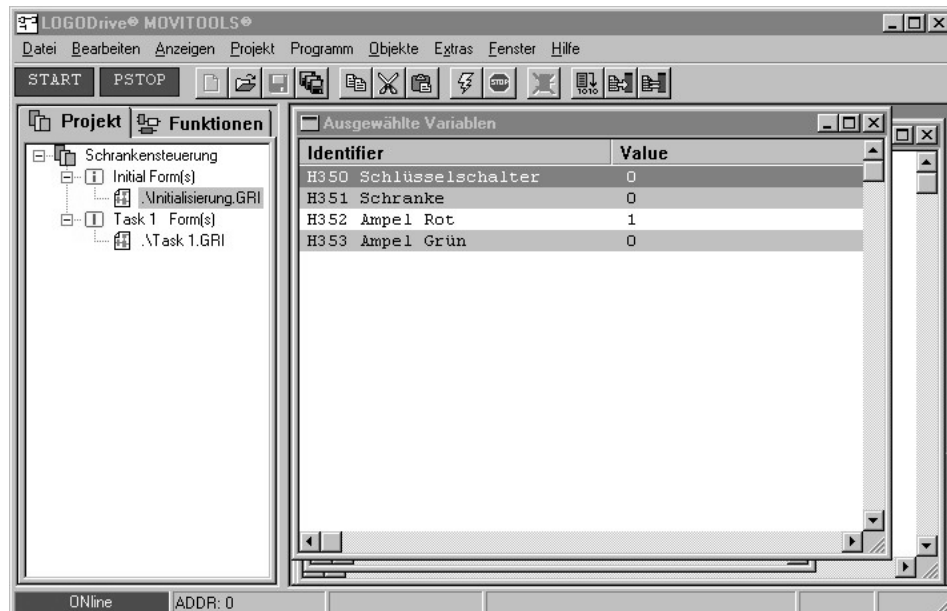 LOGODrive® MOVITOOLS®
Datei Bearbeiten Anzeigen Projekt Programm Objekte Extras Fenster Hilfe
START PSTOP STOP 1010
Projekt Funktionen
Schrankensteuerung
Initial Form(s)
.\Initialisierung.GRI
Task 1 Form(s)
.\Task 1.GRI
Ausgewählte Variablen
Identifier Value
H350 Schlüsselschalter 0
H351 Schranke 0
H352 Ampel Rot 1
H353 Ampel Grün 0
ONline ADDR: 0